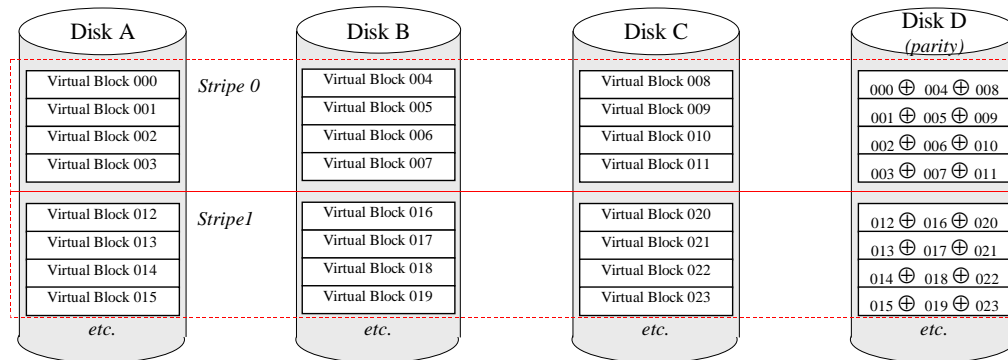 Disk A
Disk B
Disk C
Disk D
(parity)
Virtual Block 000
Virtual Block 001
Virtual Block 002
Virtual Block 003
Stripe 0
Virtual Block 004
Virtual Block 005
Virtual Block 006
Virtual Block 007
Virtual Block 008
Virtual Block 009
Virtual Block 010
Virtual Block 011
000 ⊕ 004 ⊕ 008
001 ⊕ 005 ⊕ 009
002 ⊕ 006 ⊕ 010
003 ⊕ 007 ⊕ 011
Virtual Block 012
Virtual Block 013
Virtual Block 014
Virtual Block 015
Stripe1
Virtual Block 016
Virtual Block 017
Virtual Block 018
Virtual Block 019
Virtual Block 020
Virtual Block 021
Virtual Block 022
Virtual Block 023
012 ⊕ 016 ⊕ 020
013 ⊕ 017 ⊕ 021
014 ⊕ 018 ⊕ 022
015 ⊕ 019 ⊕ 023
etc.
etc.
etc.
etc.